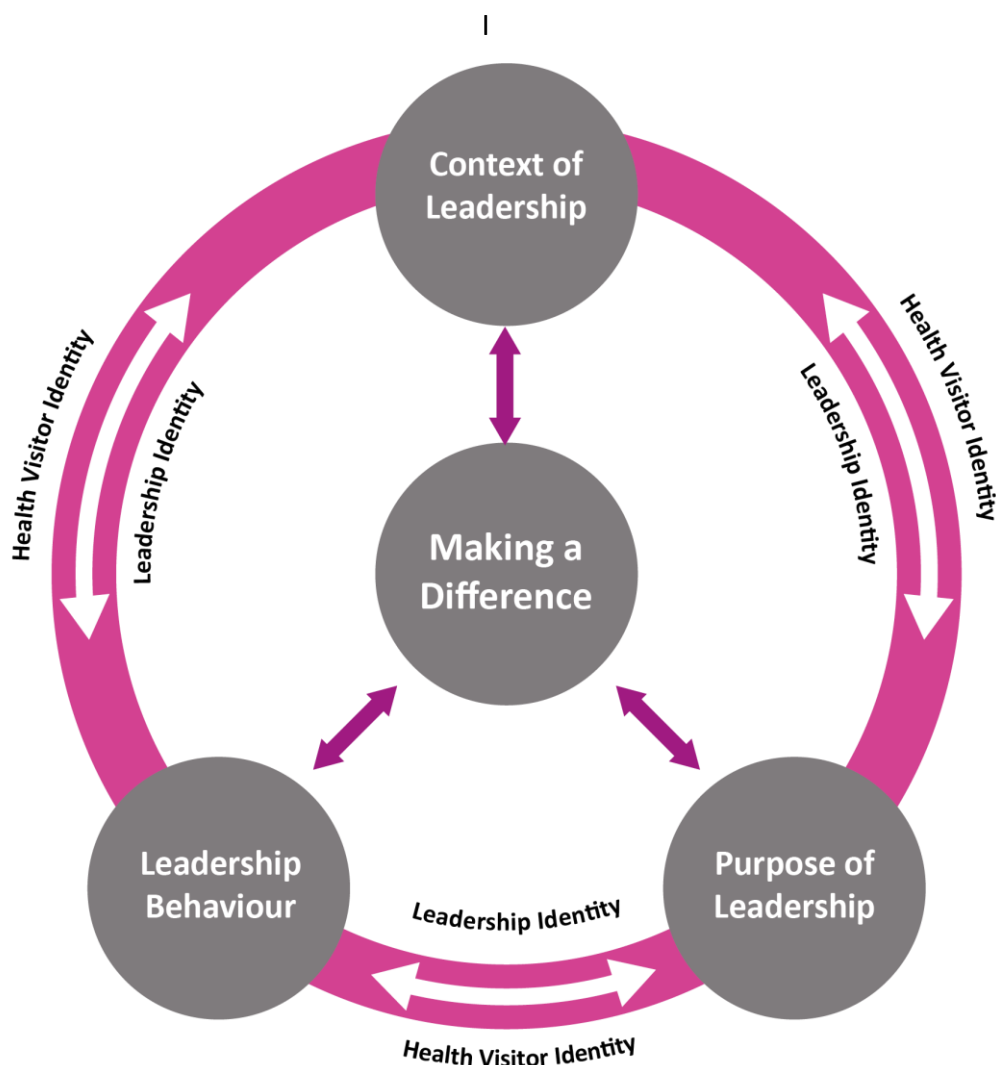 I
Context of
Leadership
Health Visitor Identity
Leadership Identity
Leadership Identity
Health Visitor Identity
Making a
Difference
Leadership
Behaviour
Purpose of
Leadership
Leadership Identity
Health Visitor Identity